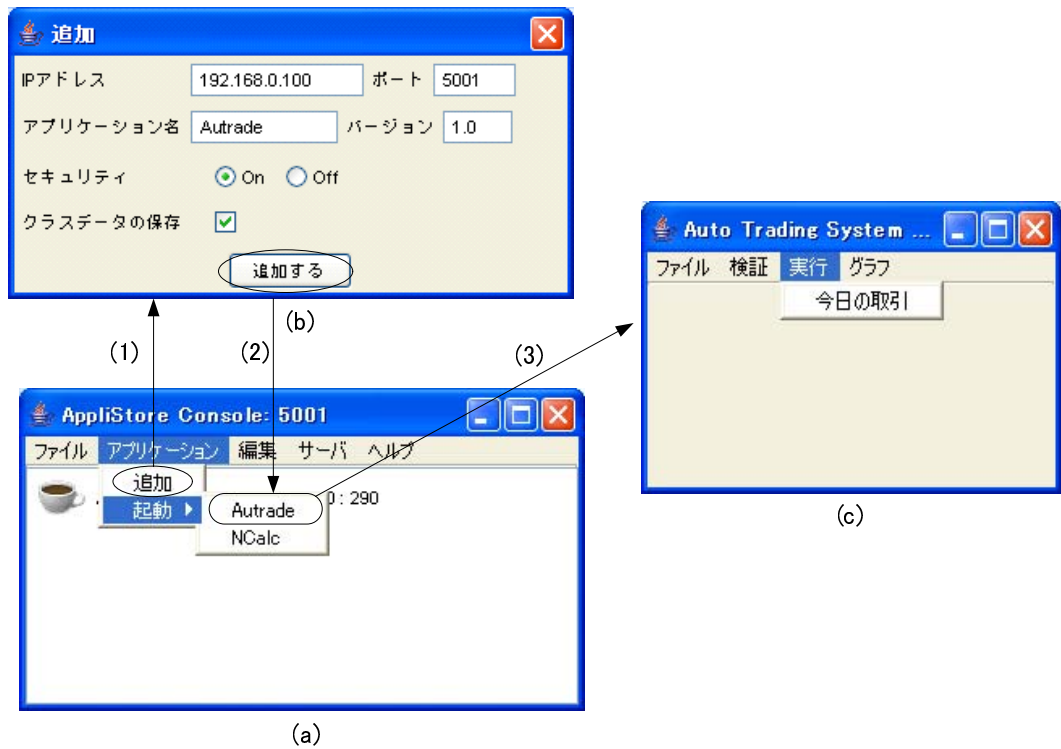 追加
IPアドレス 192.168.0.100 ポート 5001
アプリケーション名 Autrade バージョン 1.0
セキュリティ On Off
クラスデータの保存
追加する
(b)
(1)
(2)
(3)
Auto Trading System ...
ファイル 検証 実行 グラフ
今日の取引
(c)
AppliStore Console: 5001
ファイル アプリケーション 編集 サーバ ヘルプ
追加
起動
Autrade
0 : 290
NCalc
(a)